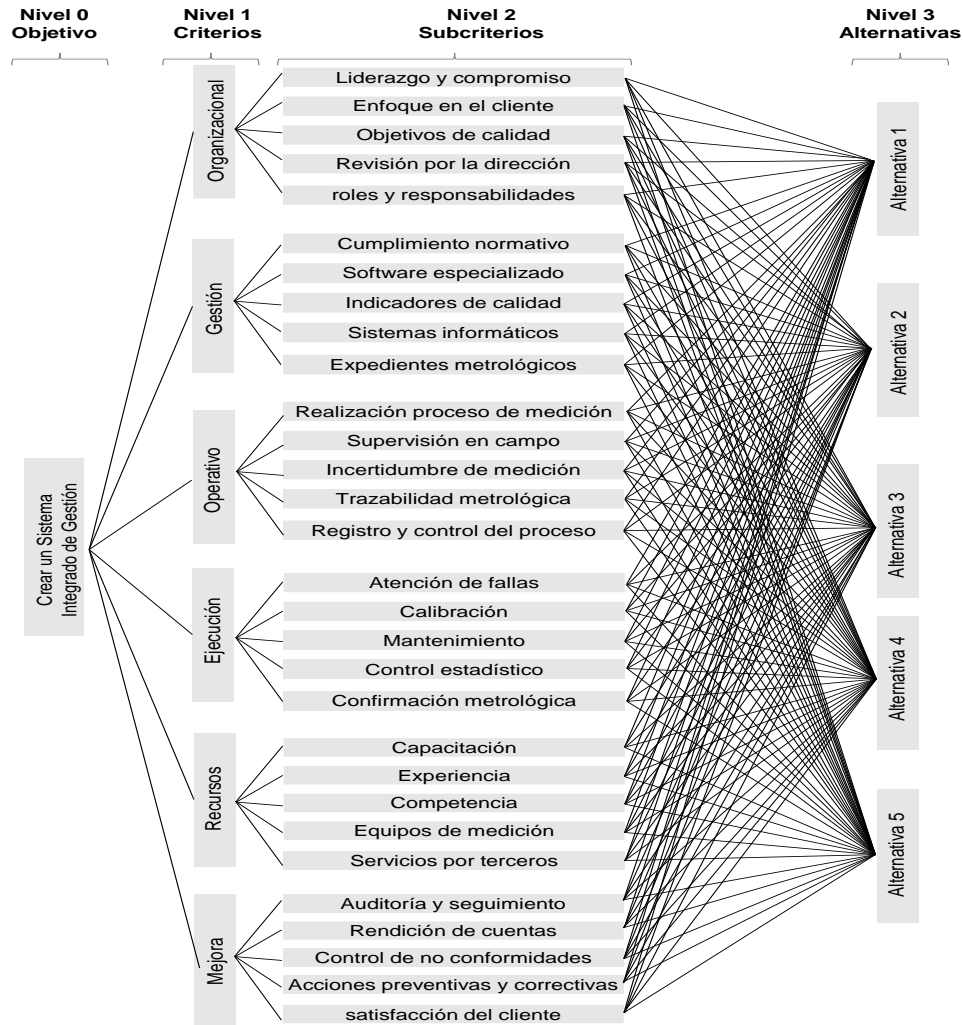 Nivel 0
Objetivo
Nivel 1
Criterios
Nivel 2
Subcriterios
Nivel 3
Alternativas
Crear un Sistema
Integrado de Gestión
Organizacional
Liderazgo y compromiso
Enfoque en el cliente
Objetivos de calidad
Revisión por la dirección
roles y responsabilidades
Gestión
Cumplimiento normativo
Software especializado
Indicadores de calidad
Sistemas informáticos
Expedientes metrológicos
Operativo
Realización proceso de medición
Supervisión en campo
Incertidumbre de medición
Trazabilidad metrológica
Registro y control del proceso
Ejecución
Atención de fallas
Calibración
Mantenimiento
Control estadístico
Confirmación metrológica
Recursos
Capacitación
Experiencia
Competencia
Equipos de medición
Servicios por terceros
Mejora
Auditoría y seguimiento
Rendición de cuentas
Control de no conformidades
Acciones preventivas y correctivas
satisfacción del cliente
Alternativa 1
Alternativa 2
Alternativa 3
Alternativa 4
Alternativa 5